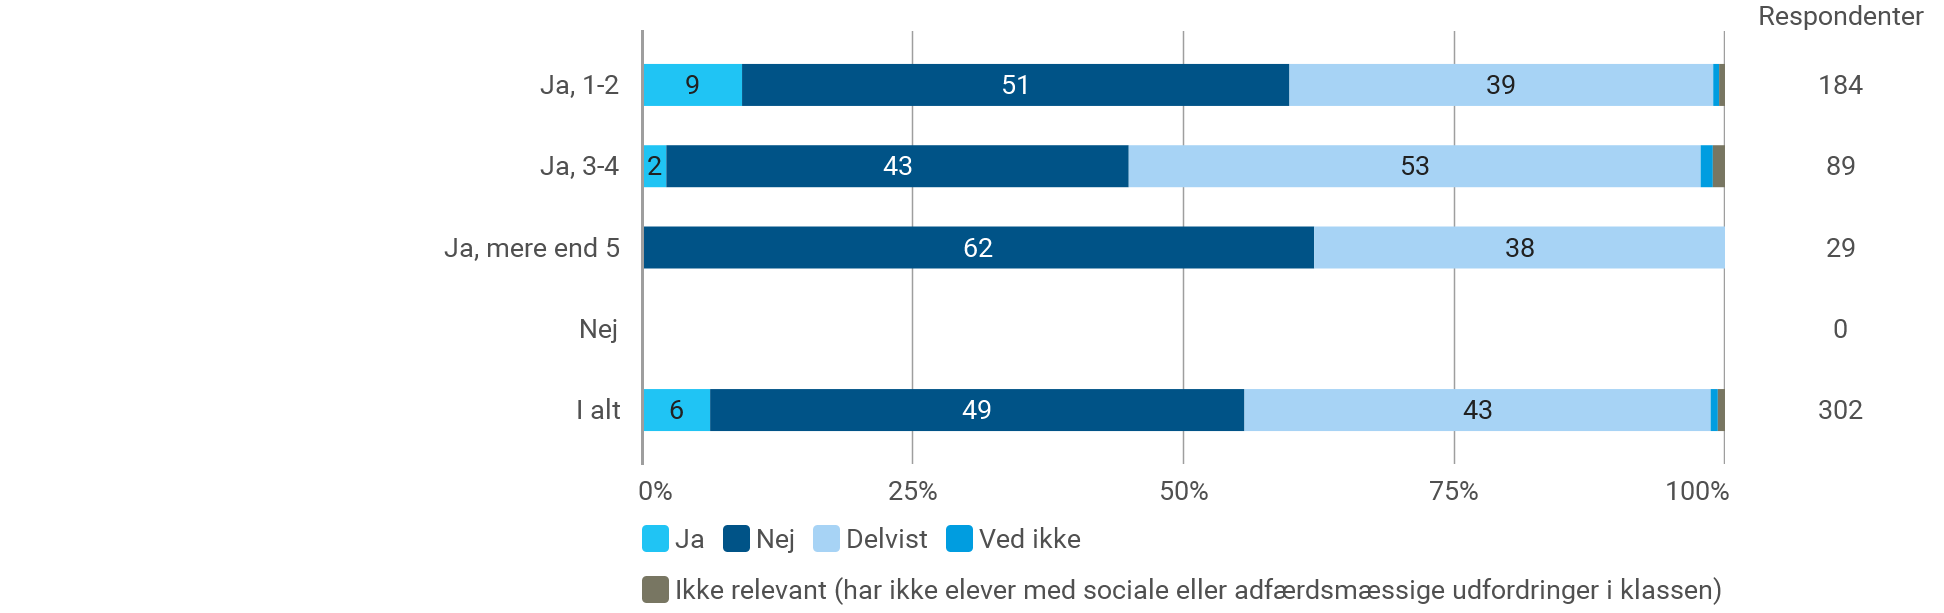 Respondenter
Ja, 1-2 9 51 39 184
Ja, 3-4 2 43 53 89
Ja, mere end 5 62 38 29
Nej 0
I alt 6 49 43 302
0% 25% 50% 75% 100%
Ja Nej Delvist Ved ikke
Ikke relevant (har ikke elever med sociale eller adfærdsmæssige udfordringer i klassen)